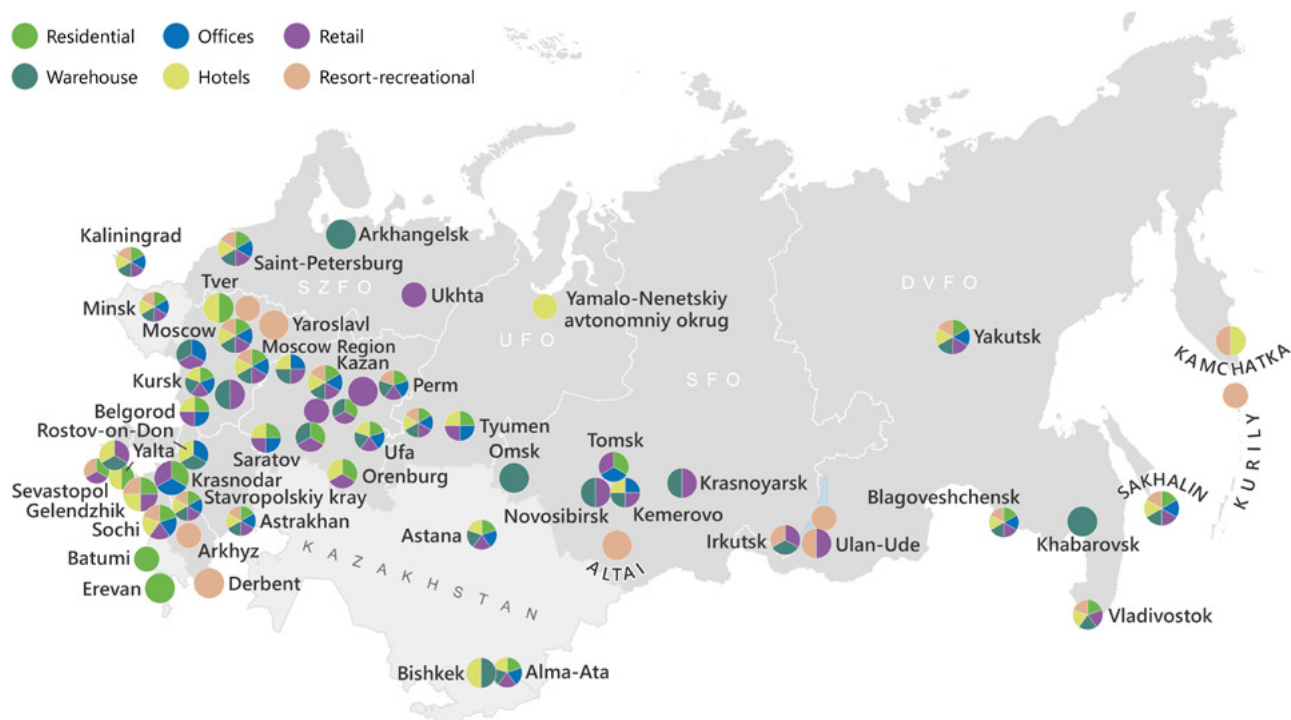 Residential
Offices
Retail
Warehouse
Hotels
Resort-recreational
Kaliningrad
Arkhangelsk
Saint-Petersburg
SZFO
Tver
Ukhta
Yamalo-Nenetskiy
avtonomniy okrug
DVFO
Minsk
Moscow
Yaroslavl
UFO
Yakutsk
Moscow Region
Kazan
SFO
KAMCHATKA
Kursk
Perm
Belgorod
Rostov-on-Don
Tyumen
Yalta
Saratov
Ufa
Omsk
Tomsk
KURILY
Krasnodar
Orenburg
Krasnoyarsk
Sevastopol
Stavropolskiy kray
Novosibirsk
Kemerovo
Blagoveshchensk
SAKHALIN
Gelendzhik
Sochi
Astrakhan
Astana
Irkutsk
Ulan-Ude
Khabarovsk
Arkhyz
Batumi
KAZAKHSTAN
ALTAI
Erevan
Derbent
Vladivostok
Bishkek
Alma-Ata